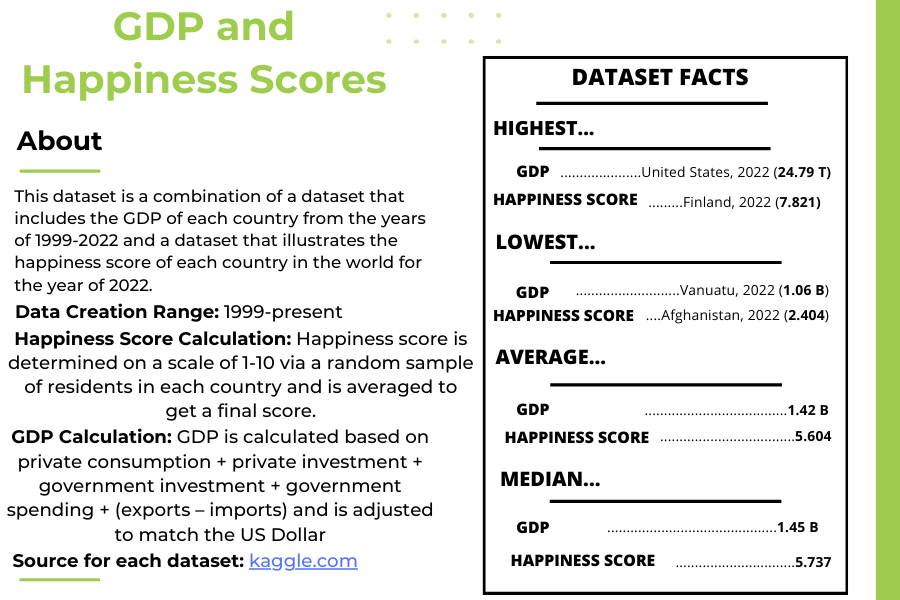 GDP and
Happiness Scores
About
This dataset is a combination of a dataset that
includes the GDP of each country from the years
of 1999-2022 and a dataset that illustrates the
happiness score of each country in the world for
the year of 2022.
Data Creation Range: 1999-present
Happiness Score Calculation: Happiness score is
determined on a scale of 1-10 via a random sample
of residents in each country and is averaged to
get a final score.
GDP Calculation: GDP is calculated based on
private consumption + private investment +
government investment + government
spending + (exports – imports) and is adjusted
to match the US Dollar
Source for each dataset: kaggle.com
DATASET FACTS
HIGHEST...
GDP .....................United States, 2022 (24.79 T)
HAPPINESS SCORE .........Finland, 2022 (7.821)
LOWEST...
GDP ...........................Vanuatu, 2022 (1.06 B)
HAPPINESS SCORE ....Afghanistan, 2022 (2.404)
AVERAGE...
GDP .....................................1.42 B
HAPPINESS SCORE ...................................5.604
MEDIAN...
GDP ............................................1.45 B
HAPPINESS SCORE ...............................5.737